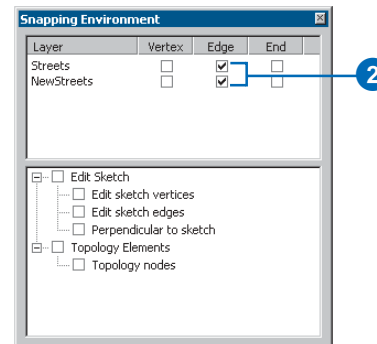 Snapping Environment
Layer Vertex Edge End
Streets
NewStreets
2
Edit Sketch
Edit sketch vertices
Edit sketch edges
Perpendicular to sketch
Topology Elements
Topology nodes